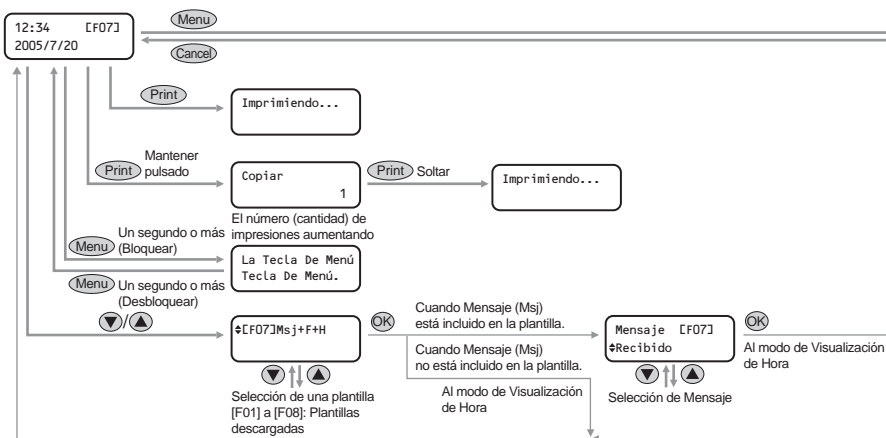 12:34 [F07]
2005/7/20
Menu
Cancel
Print
Imprimiendo...
Print
Mantener
pulsado
Copiar
1
Print Soltar
Imprimiendo...
El número (cantidad) de
impresiones aumentando
Menu
Un segundo o más
(Bloquear)
La Tecla De Menú
Tecla De Menú.
Menu
Un segundo o más
(Desbloquear)
▼/▲
♦[F07]Msj+F+H
OK
Cuando Mensaje (Msj)
está incluido en la plantilla.
Cuando Mensaje (Msj)
no está incluido en la plantilla.
Al modo de Visualización
de Hora
Mensaje [F07]
♦Recibido
OK
Al modo de Visualización
de Hora
▼ ▲
Selección de una plantilla
[F01] a [F08]: Plantillas
descargadas
▼ ▲
Selección de Mensaje